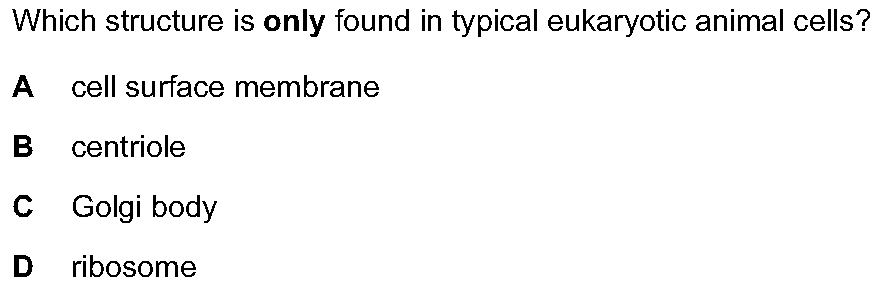 Which structure is only found in typical eukaryotic animal cells?
A cell surface membrane
B centriole
C Golgi body
D ribosome